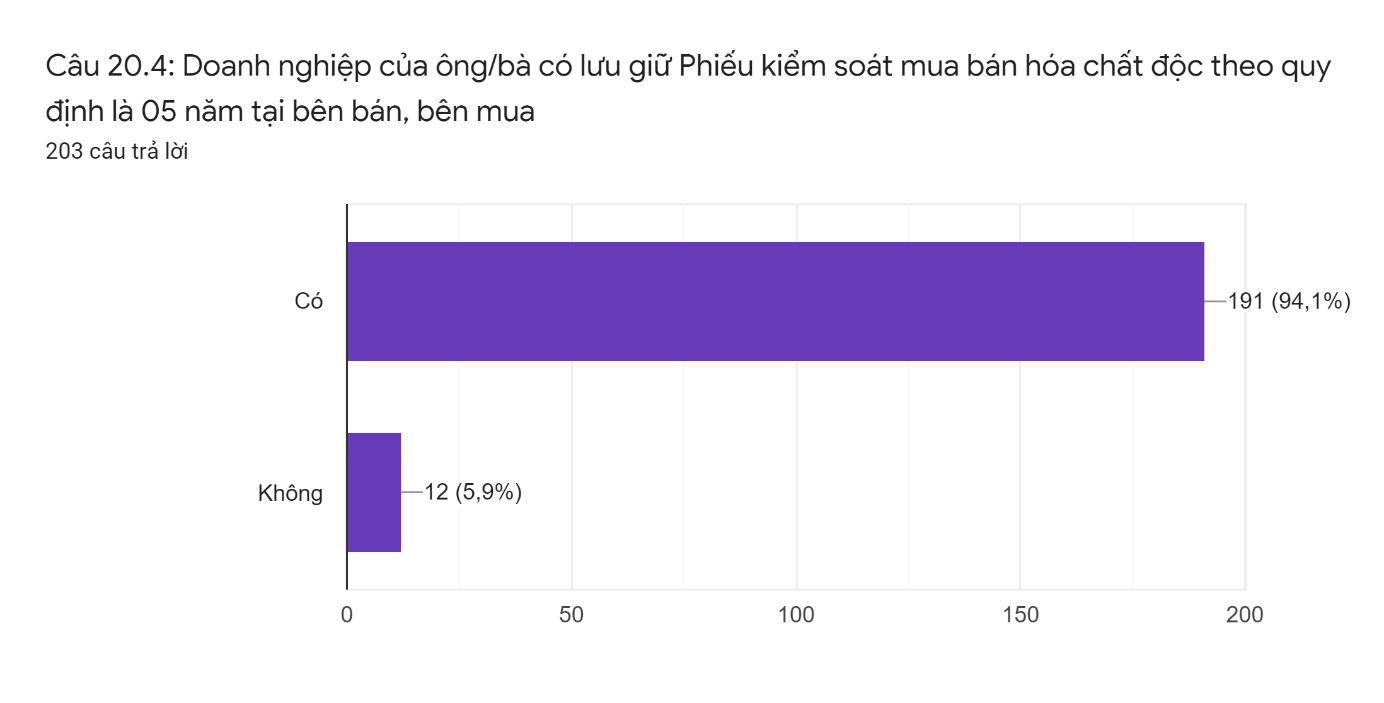 Câu 20.4: Doanh nghiệp của ông/bà có lưu giữ Phiếu kiểm soát mua bán hóa chất độc theo quy
định là 05 năm tại bên bán, bên mua
203 câu trả lời
Có
191 (94,1%)
Không
12 (5,9%)
0 50 100 150 200